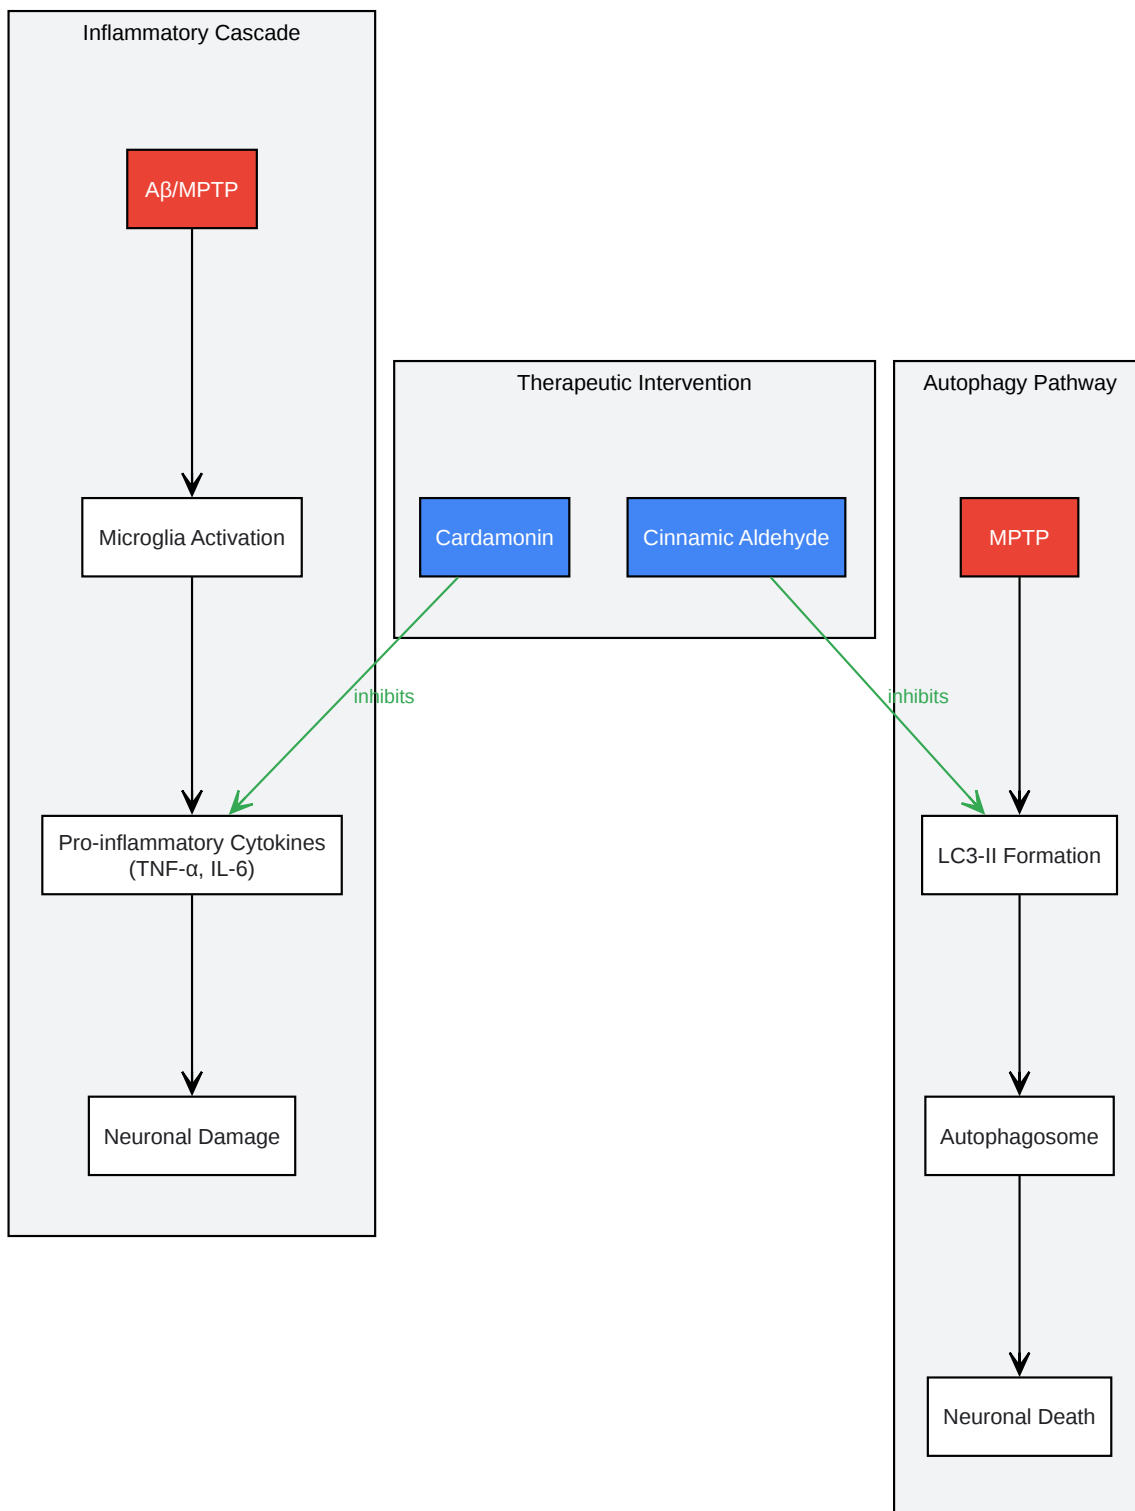 Inflammatory Cascade
Aβ/MPTP
Microglia Activation
Pro-inflammatory Cytokines
(TNF-α, IL-6)
Neuronal Damage
Therapeutic Intervention
Cardamonin
Cinnamic Aldehyde
inhibits
inhibits
Autophagy Pathway
MPTP
LC3-II Formation
Autophagosome
Neuronal Death